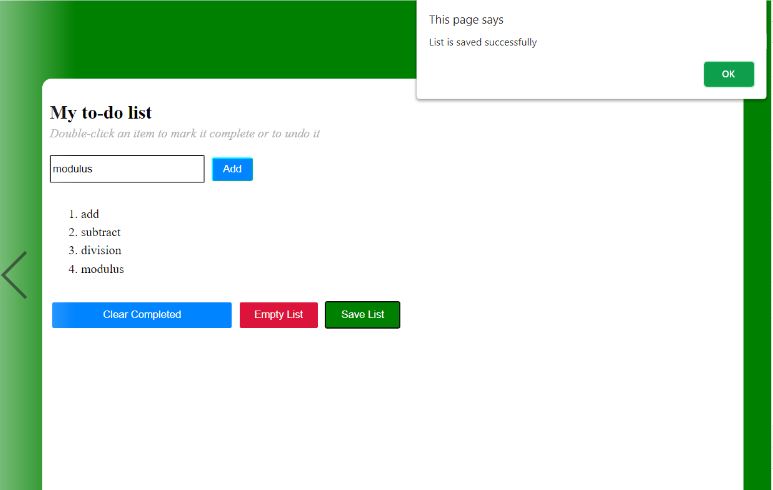 This page says
List is saved successfully
OK
My to-do list
Double-click an item to mark it complete or to undo it
modulus
Add
1. add
2. subtract
3. division
4. modulus
Clear Completed
Empty List
Save List